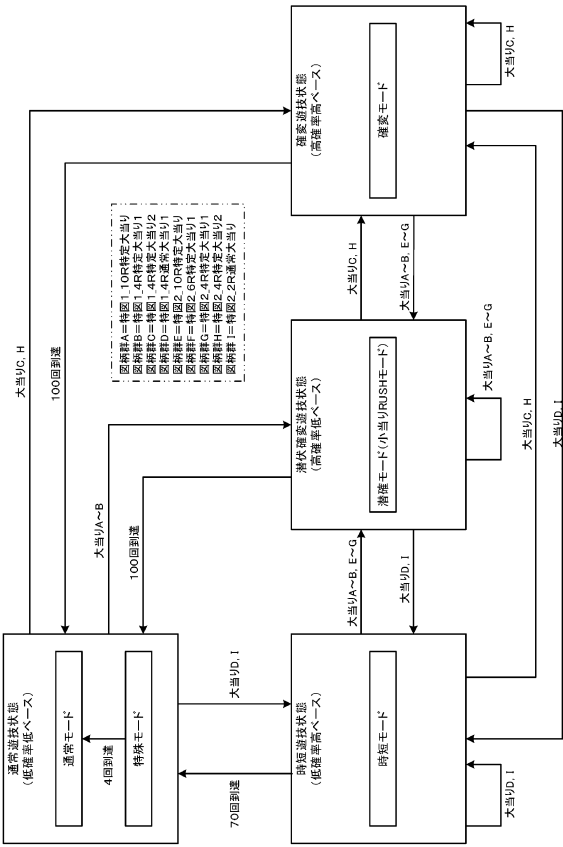 通常遊技状態
(低確率低ベース)
通常モード
4回到達
特殊モード
大当りC, H
100回到達
大当りA～B
100回到達
大当りD, I
70回到達
図柄群A＝特図1_10R特定大当り
図柄群B＝特図1_4R特定大当り1
図柄群C＝特図1_4R特定大当り2
図柄群D＝特図1_4R通常大当り1
図柄群E＝特図2_10R特定大当り
図柄群F＝特図2_6R特定大当り1
図柄群G＝特図2_4R特定大当り1
図柄群H＝特図2_4R特定大当り2
図柄群I＝特図2_2R通常大当り
時短遊技状態
(低確率高ベース)
時短モード
大当りD, I
大当りA～B, E～G
大当りD, I
潜伏確変遊技状態
(高確率低ベース)
潜確モード(小当りRUSHモード)
大当りA～B, E～G
大当りC, H
大当りA～B, E～G
確変遊技状態
(高確率高ベース)
確変モード
大当りC, H
大当りC, H
大当りD, I